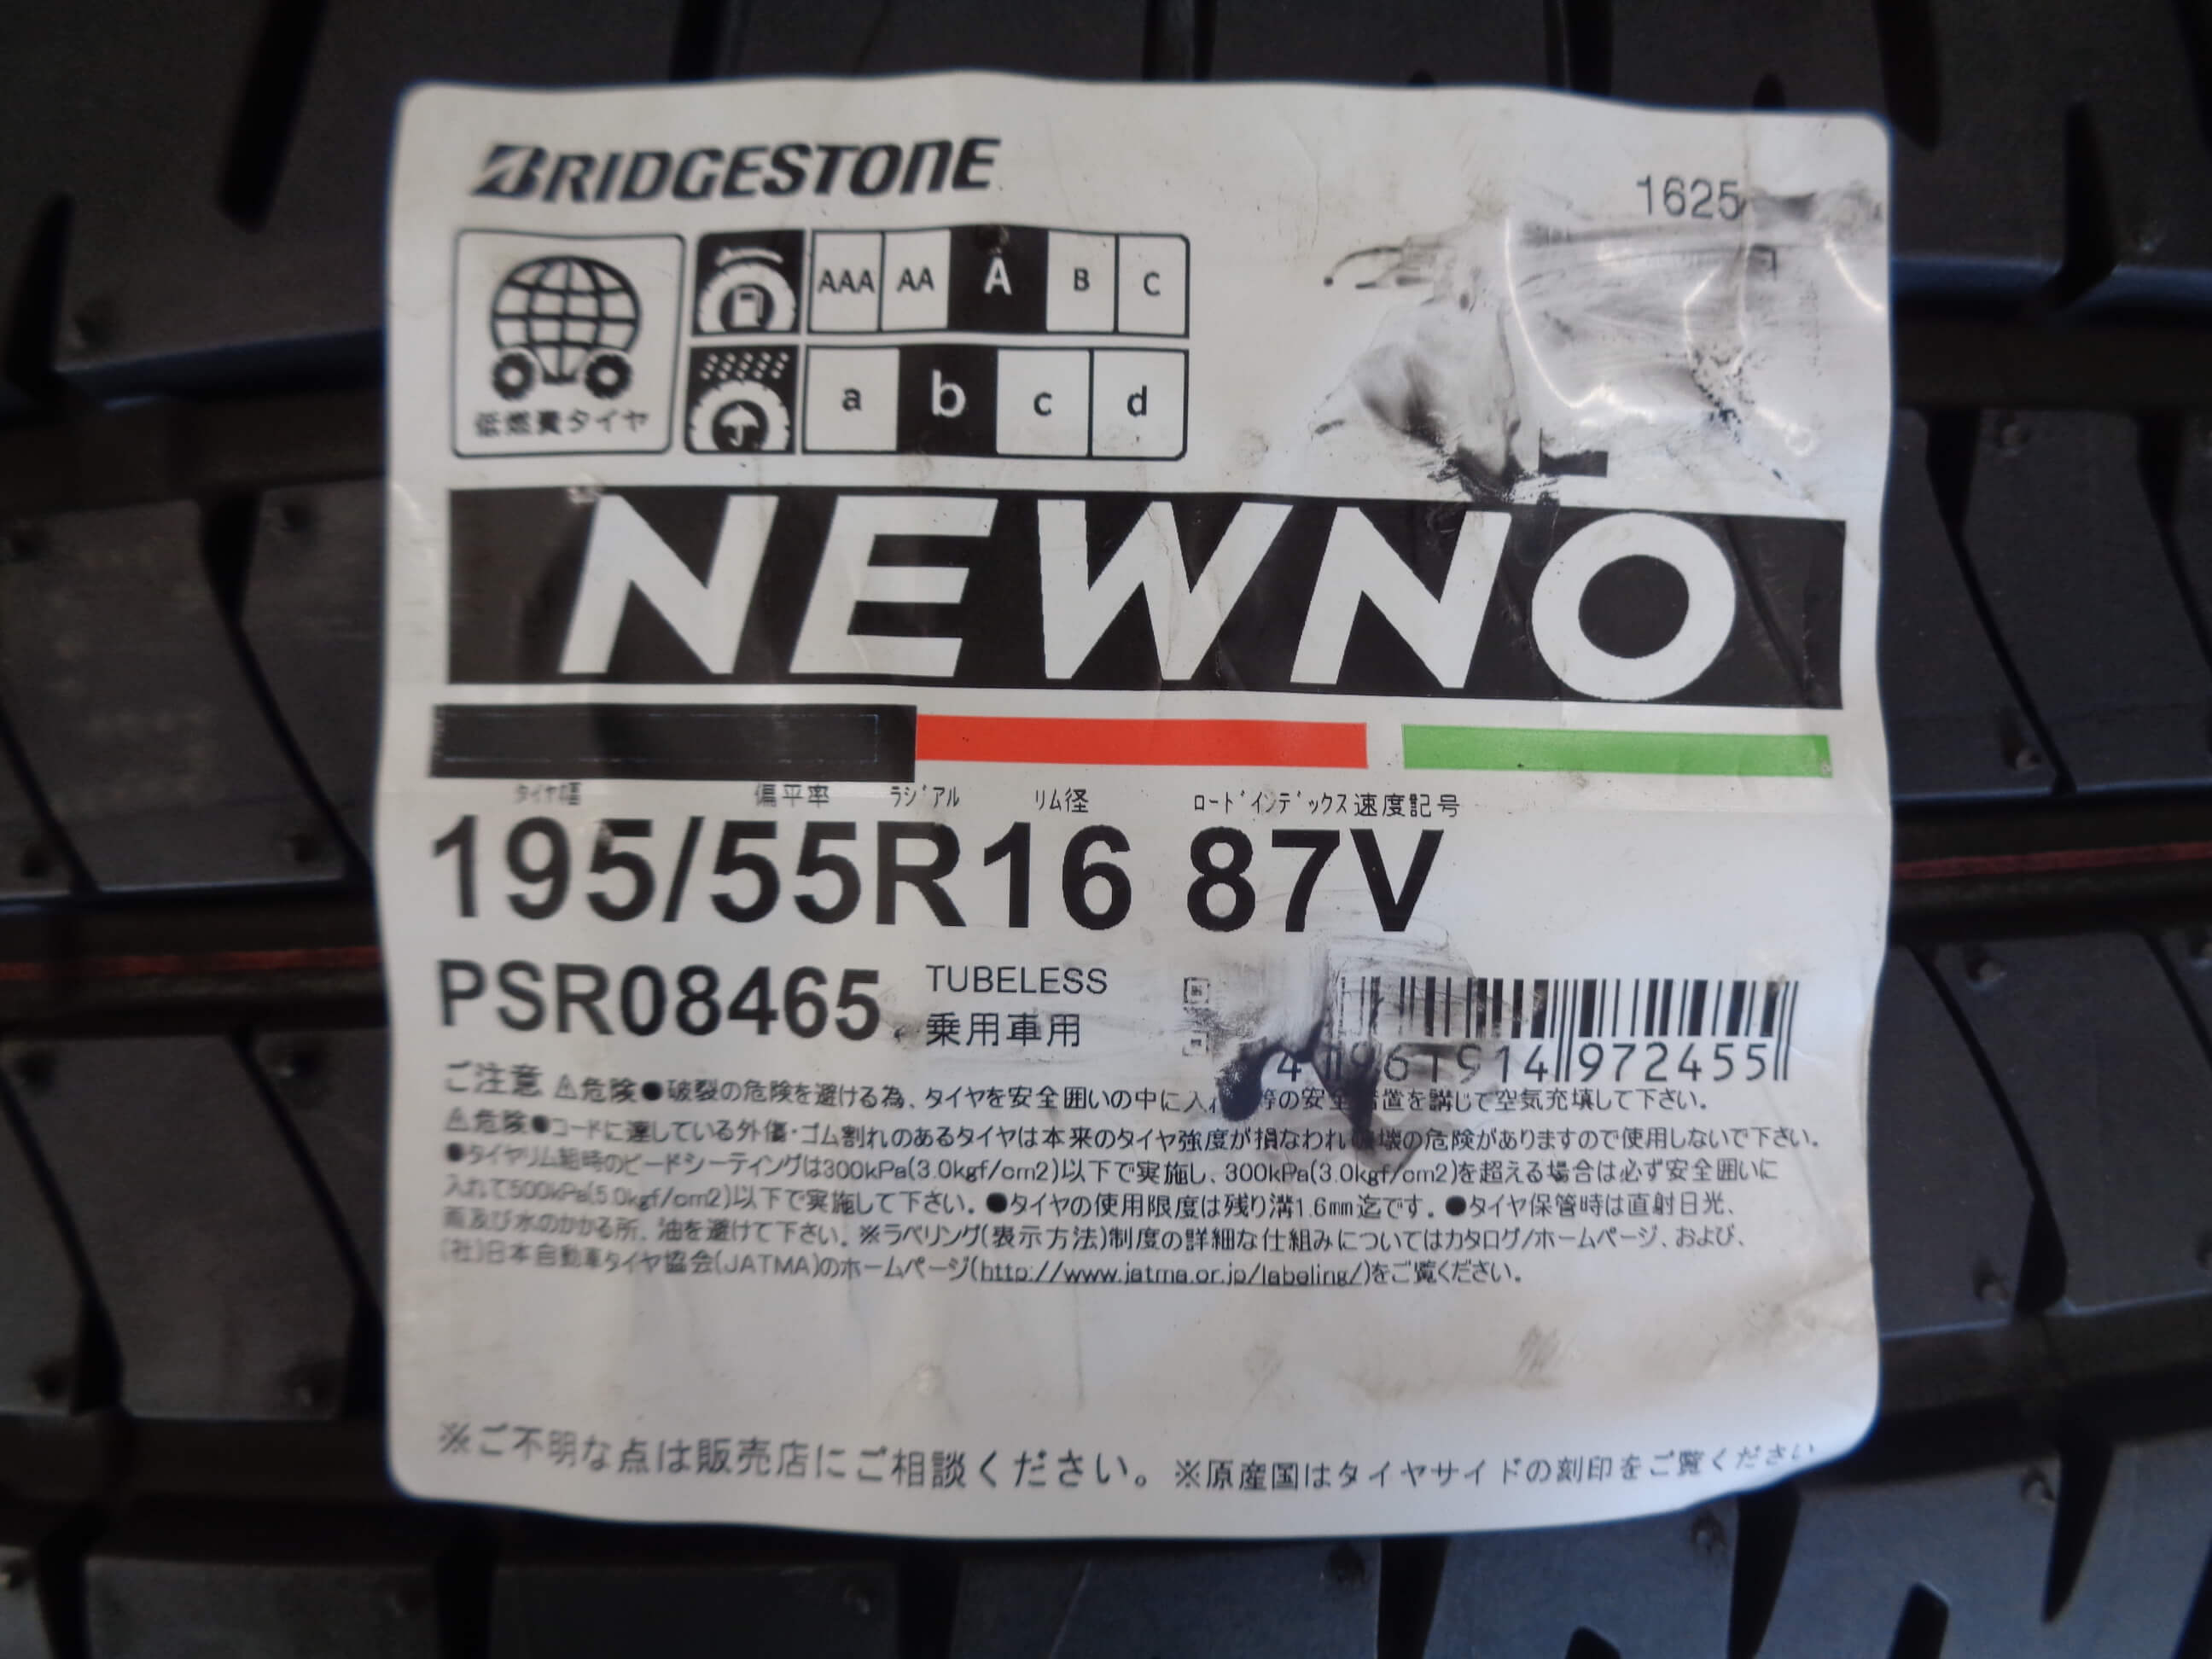 BRIDGESTONE
1625
AAA AA A B C
a b c d
低燃費タイヤ
NEWNO
タイヤ幅 偏平率 ラジアル リム径 ロードインデックス 速度記号
195/55R16 87V
PSR08465
TUBELESS
乗用車用
4 961914 972455
ご注意 ⚠危険●破裂の危険を避ける為、タイヤを安全囲いの中に入れ 等の安全 措置を講じて空気充填して下さい。
⚠危険●コードに達している外傷・ゴム割れのあるタイヤは本来のタイヤ強度が損なわれ 壊の危険がありますので使用しないで下さい。
●タイヤリム組時のビードシーティングは300kPa(3.0kgf/cm2)以下で実施し、300kPa(3.0kgf/cm2)を超える場合は必ず安全囲いに
入れて500kPa(5.0kgf/cm2)以下で実施して下さい。●タイヤの使用限度は残り溝1.6mm迄です。●タイヤ保管時は直射日光、
雨及び水のかかる所、油を避けて下さい。※ラベリング(表示方法)制度の詳細な仕組みについてはカタログ/ホームページ、および、
(社)日本自動車タイヤ協会(JATMA)のホームページ(http://www.jatma.or.jp/labeling/)をご覧ください。
※ご不明な点は販売店にご相談ください。※原産国はタイヤサイドの刻印をご覧ください